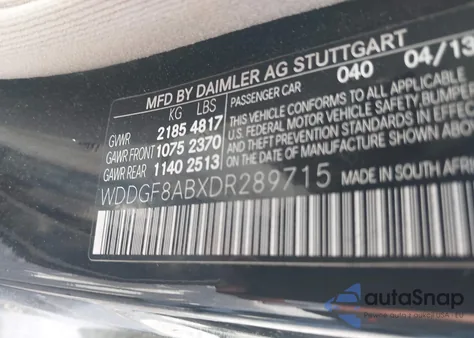 MFD BY DAIMLER AG STUTTGART
KG LBS PASSENGER CAR 040 04/13
GVWR 2185 4817
GAWR FRONT 1075 2370
GAWR REAR 1140 2513
THIS VEHICLE CONFORMS TO ALL APPLICABLE
U.S. FEDERAL MOTOR VEHICLE SAFETY, BUMPER
AND THEFT PREVENTION STANDARDS IN EFFECT
ON THE DATE OF MANUFACTURE SHOWN ABOVE.
WDDGF8ABXDR289715
MADE IN SOUTH
autoSnap